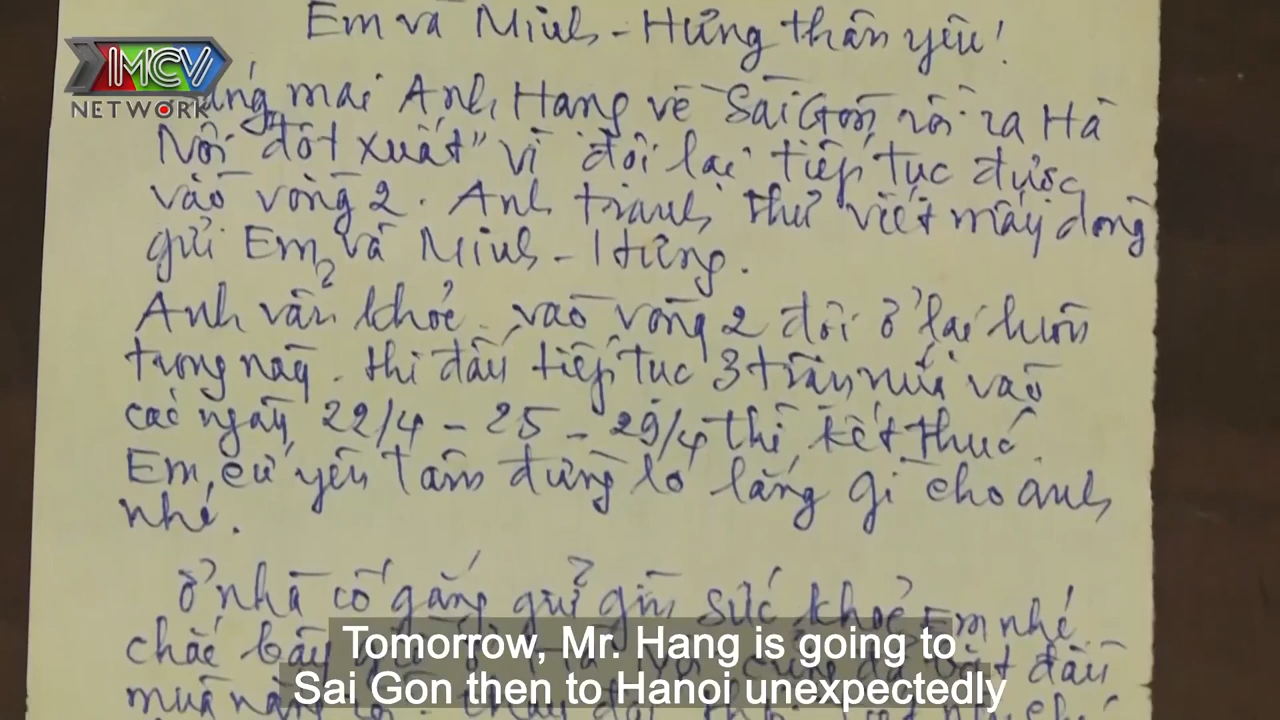 Em và Minh - Hưng thân yêu!
MCV
NETWORK
mai Anh Hang về Sài Gòn rồi ra Hà
Nội "đột xuất" vì đội lại tiếp tục được
vào vòng 2. Anh tranh thủ viết mấy dòng
gửi Em và Minh - Hưng.
Anh vẫn khỏe. vào vòng 2 đội ở lại luôn
trong này. thi đấu tiếp tục 3 trận nữa vào
các ngày 22/4 - 25 - 29/4 thì kết thúc.
Em cứ yên tâm đừng lo lắng gì cho anh
nhé.
Ở nhà cố gắng giữ gìn sức khỏe Em nhé
chắc bây đầu
mùa
Tomorrow, Mr. Hang is going to
Sai Gon then to Hanoi unexpectedly